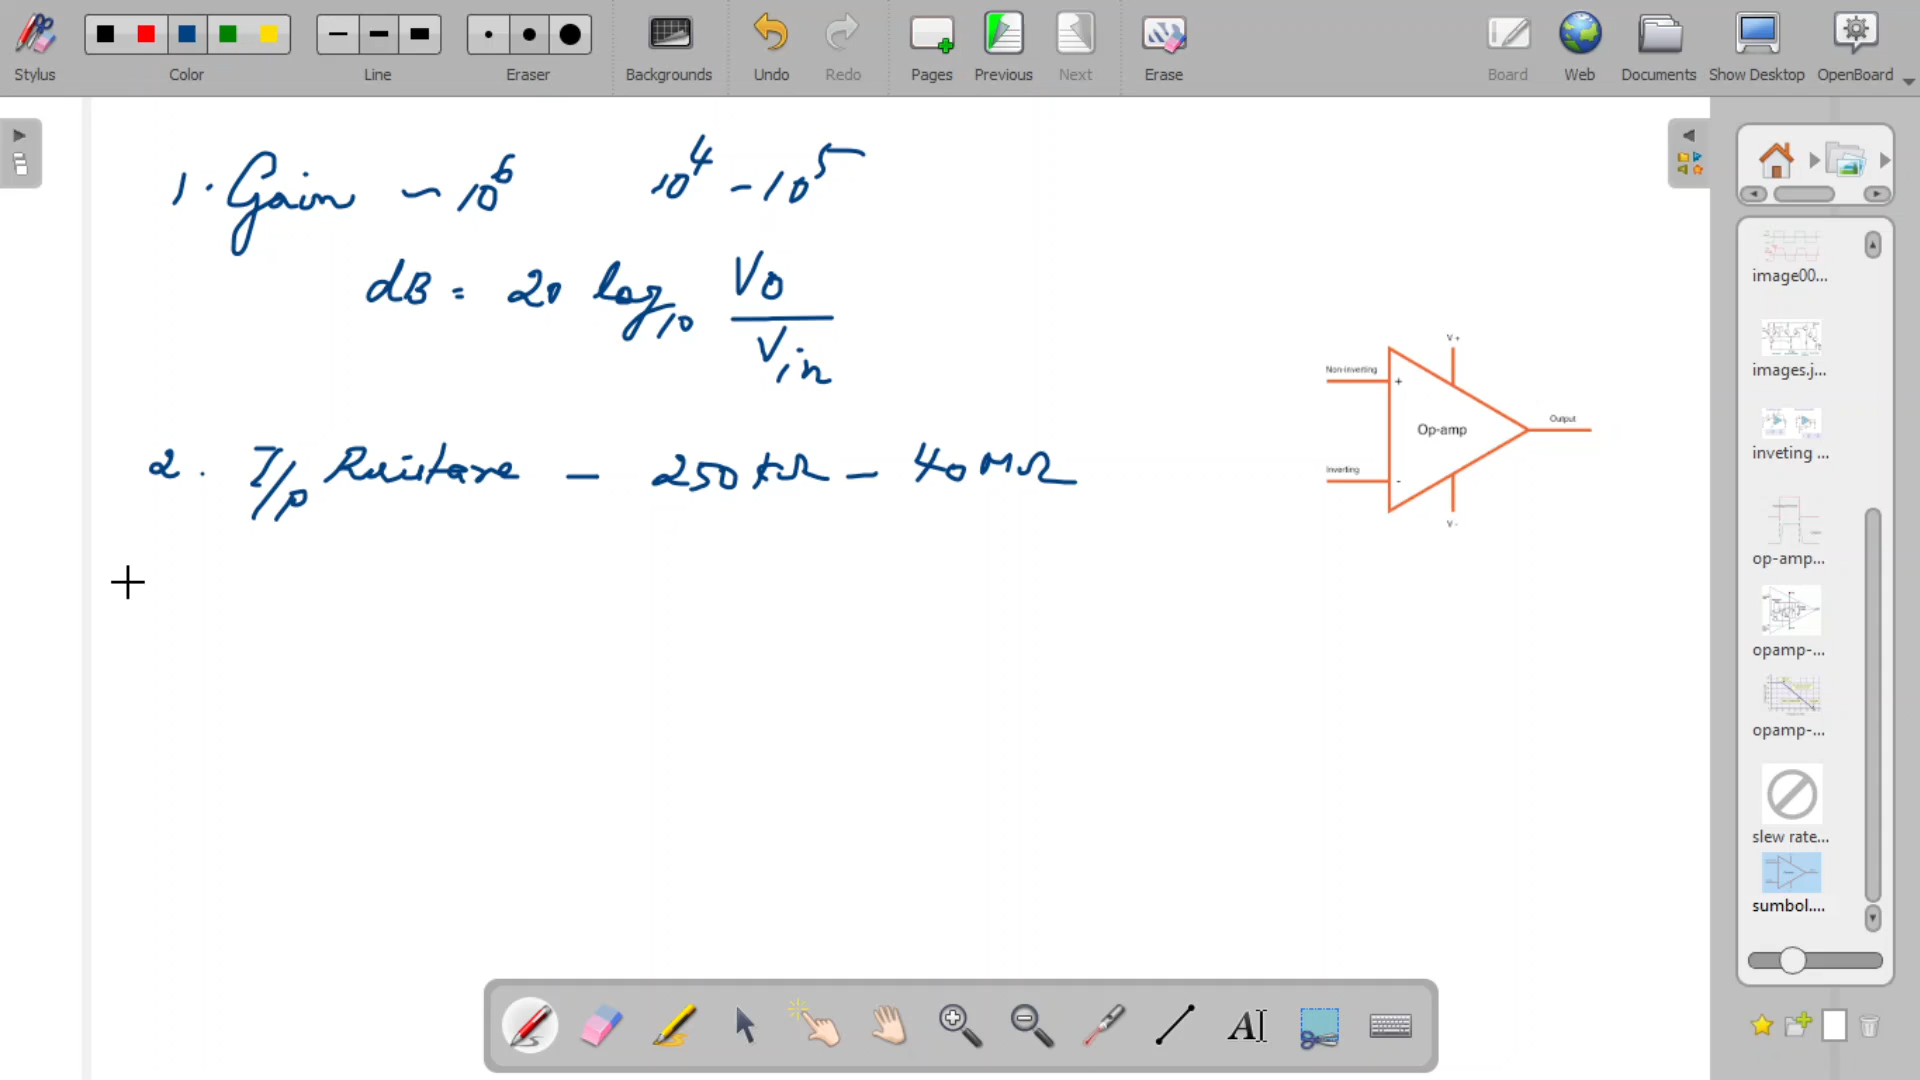 Stylus
Color
Line
Eraser
Backgrounds
Undo
Redo
Pages
Previous
Next
Erase
Board
Web
Documents
Show Desktop
OpenBoard
1. Gain ~ 10^6 10^4 - 10^5
dB = 20 log10 Vo
Vin
2. I/p Resistance - 250 kΩ - 40 MΩ
V +
Non-inverting
+
Op-amp
Output
Inverting
-
V -
image00...
images.j...
inveting ...
op-amp...
opamp-...
opamp-...
slew rate...
sumbol....
AI